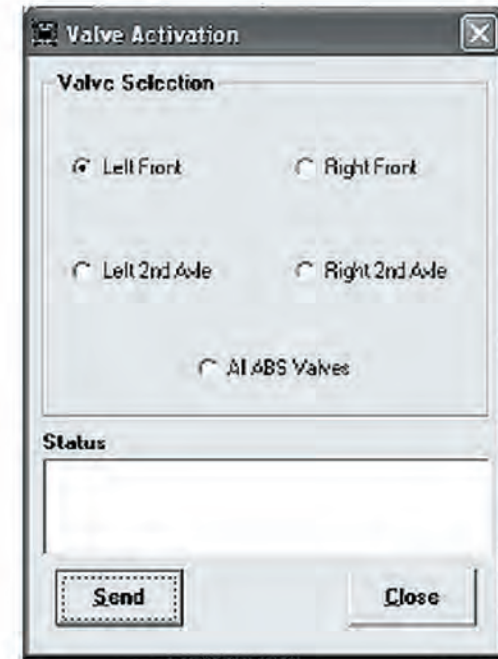 Valve Activation
Valve Selection
Left Front
Right Front
Left 2nd Axle
Right 2nd Axle
All ABS Valves
Status
Send
Close